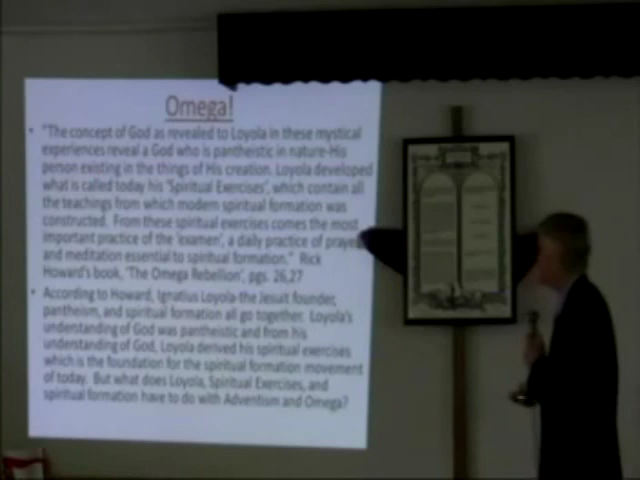 Omega!
• "The concept of God as revealed to Loyola in these mystical
experiences reveal a God who is pantheistic in nature-His
person existing in the things of His creation. Loyola developed
what is called today his 'Spiritual Exercises', which contain all
the teachings from which modern spiritual formation was
constructed. From these spiritual exercises comes the most
important practice of the 'examen', a daily practice of prayer
and meditation essential to spiritual formation." Rick
Howard's book, 'The Omega Rebellion', pgs. 26,27
• According to Howard, Ignatius Loyola-the Jesuit founder,
pantheism, and spiritual formation all go together. Loyola's
understanding of God was pantheistic and from his
understanding of God, Loyola derived his spiritual exercises
which is the foundation for the spiritual formation movement
of today. But what does Loyola, Spiritual Exercises, and
spiritual formation have to do with Adventism and Omega?